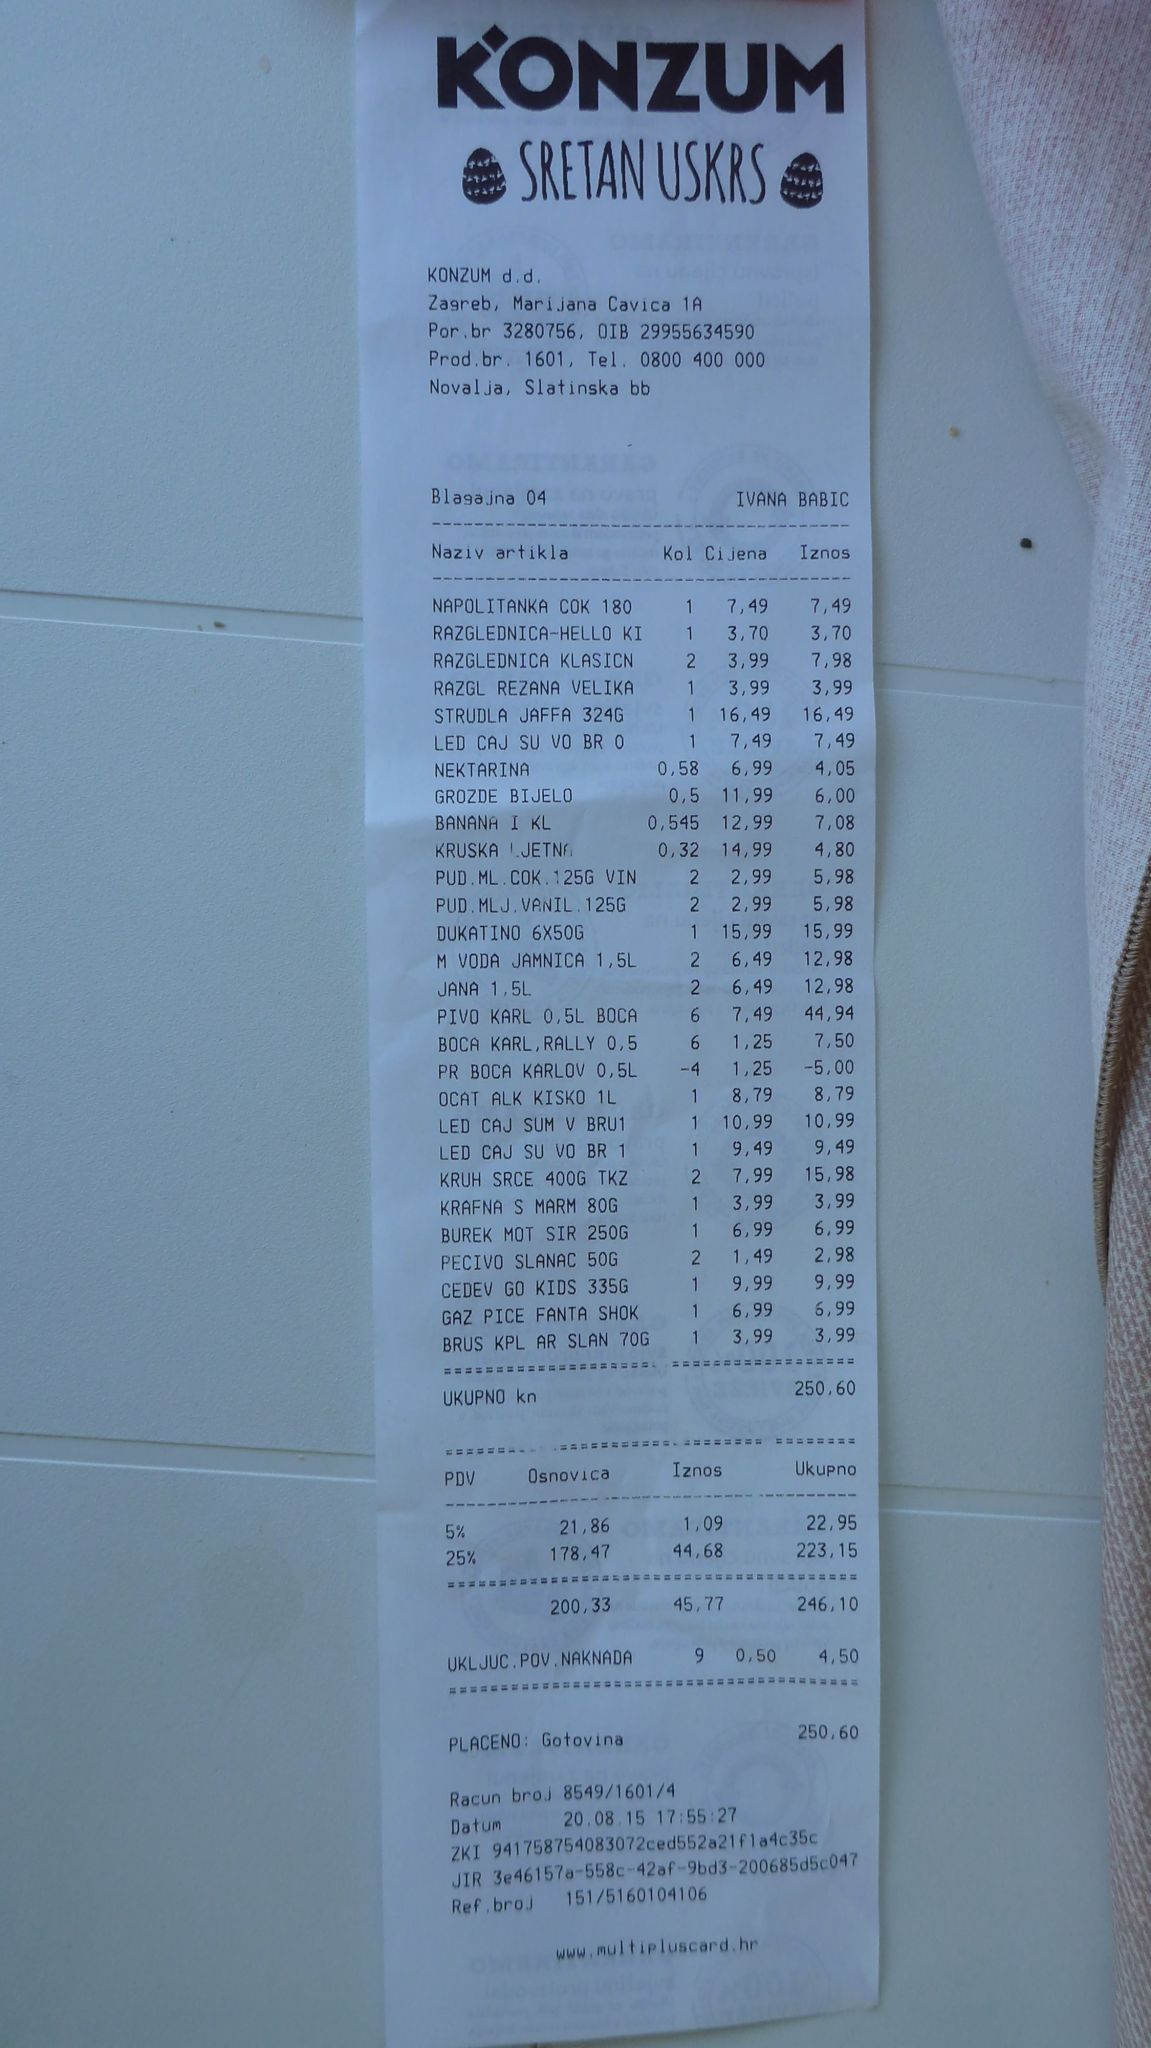 KONZUM
SRETAN USKRS
KONZUM d.d.
Zagreb, Marijana Cavica 1A
Por.br 3280756, OIB 29955634590
Prod.br. 1601, Tel. 0800 400 000
Novalja, Slatinska bb
Blagajna 04 IVANA BABIC
Naziv artikla Kol Cijena Iznos
NAPOLITANKA COK 180 1 7,49 7,49
RAZGLEDNICA-HELLO KI 1 3,70 3,70
RAZGLEDNICA KLASICN 2 3,99 7,98
RAZGL REZANA VELIKA 1 3,99 3,99
STRUDLA JAFFA 324G 1 16,49 16,49
LED CAJ SU VO BR 0 1 7,49 7,49
NEKTARINA 0,58 6,99 4,05
GROZDE BIJELO 0,5 11,99 6,00
BANANA I KL 0,545 12,99 7,08
KRUSKA LJETNA 0,32 14,99 4,80
PUD.ML.COK.125G VIN 2 2,99 5,98
PUD.MLJ.VANIL.125G 2 2,99 5,98
DUKATINO 6X50G 1 15,99 15,99
M VODA JAMNICA 1,5L 2 6,49 12,98
JANA 1,5L 2 6,49 12,98
PIVO KARL 0,5L BOCA 6 7,49 44,94
BOCA KARL,RALLY 0,5 6 1,25 7,50
PR BOCA KARLOV 0,5L -4 1,25 -5,00
OCAT ALK KISKO 1L 1 8,79 8,79
LED CAJ SUM V BRU1 1 10,99 10,99
LED CAJ SU VO BR 1 1 9,49 9,49
KRUH SRCE 400G TKZ 2 7,99 15,98
KRAFNA S MARM 80G 1 3,99 3,99
BUREK MOT SIR 250G 1 6,99 6,99
PECIVO SLANAC 50G 2 1,49 2,98
CEDEV GO KIDS 335G 1 9,99 9,99
GAZ PICE FANTA SHOK 1 6,99 6,99
BRUS KPL AR SLAN 70G 1 3,99 3,99
UKUPNO kn 250,60
PDV Osnovica Iznos Ukupno
5% 21,86 1,09 22,95
25% 178,47 44,68 223,15
200,33 45,77 246,10
UKLJUC.POV.NAKNADA 9 0,50 4,50
PLACENO: Gotovina 250,60
Racun broj 8549/1601/4
Datum 20.08.15 17:55:27
ZKI 941758754083072ced552a21f1a4c35c
JIR 3e46157a-558c-42af-9bd3-200685d5c047
Ref.broj 151/5160104106
www.multipluscard.hr